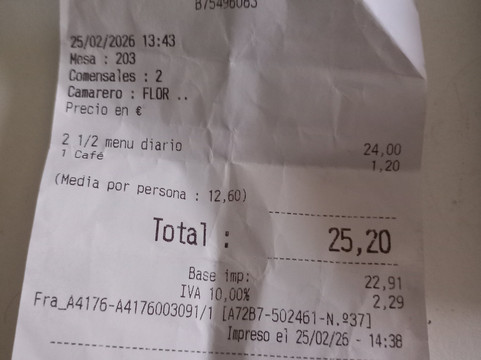 B75496083
25/02/2026 13:43
Mesa : 203
Comensales : 2
Camarero : FLOR ..
Precio en €
2 1/2 menu diario 24,00
1 Café 1,20
(Media por persona : 12,60)
Total : 25,20
Base imp: 22,91
IVA 10,00% 2,29
Fra_A4176-A4176003091/1 [A72B7-502461-N.º37]
Impreso el 25/02/26 - 14:38